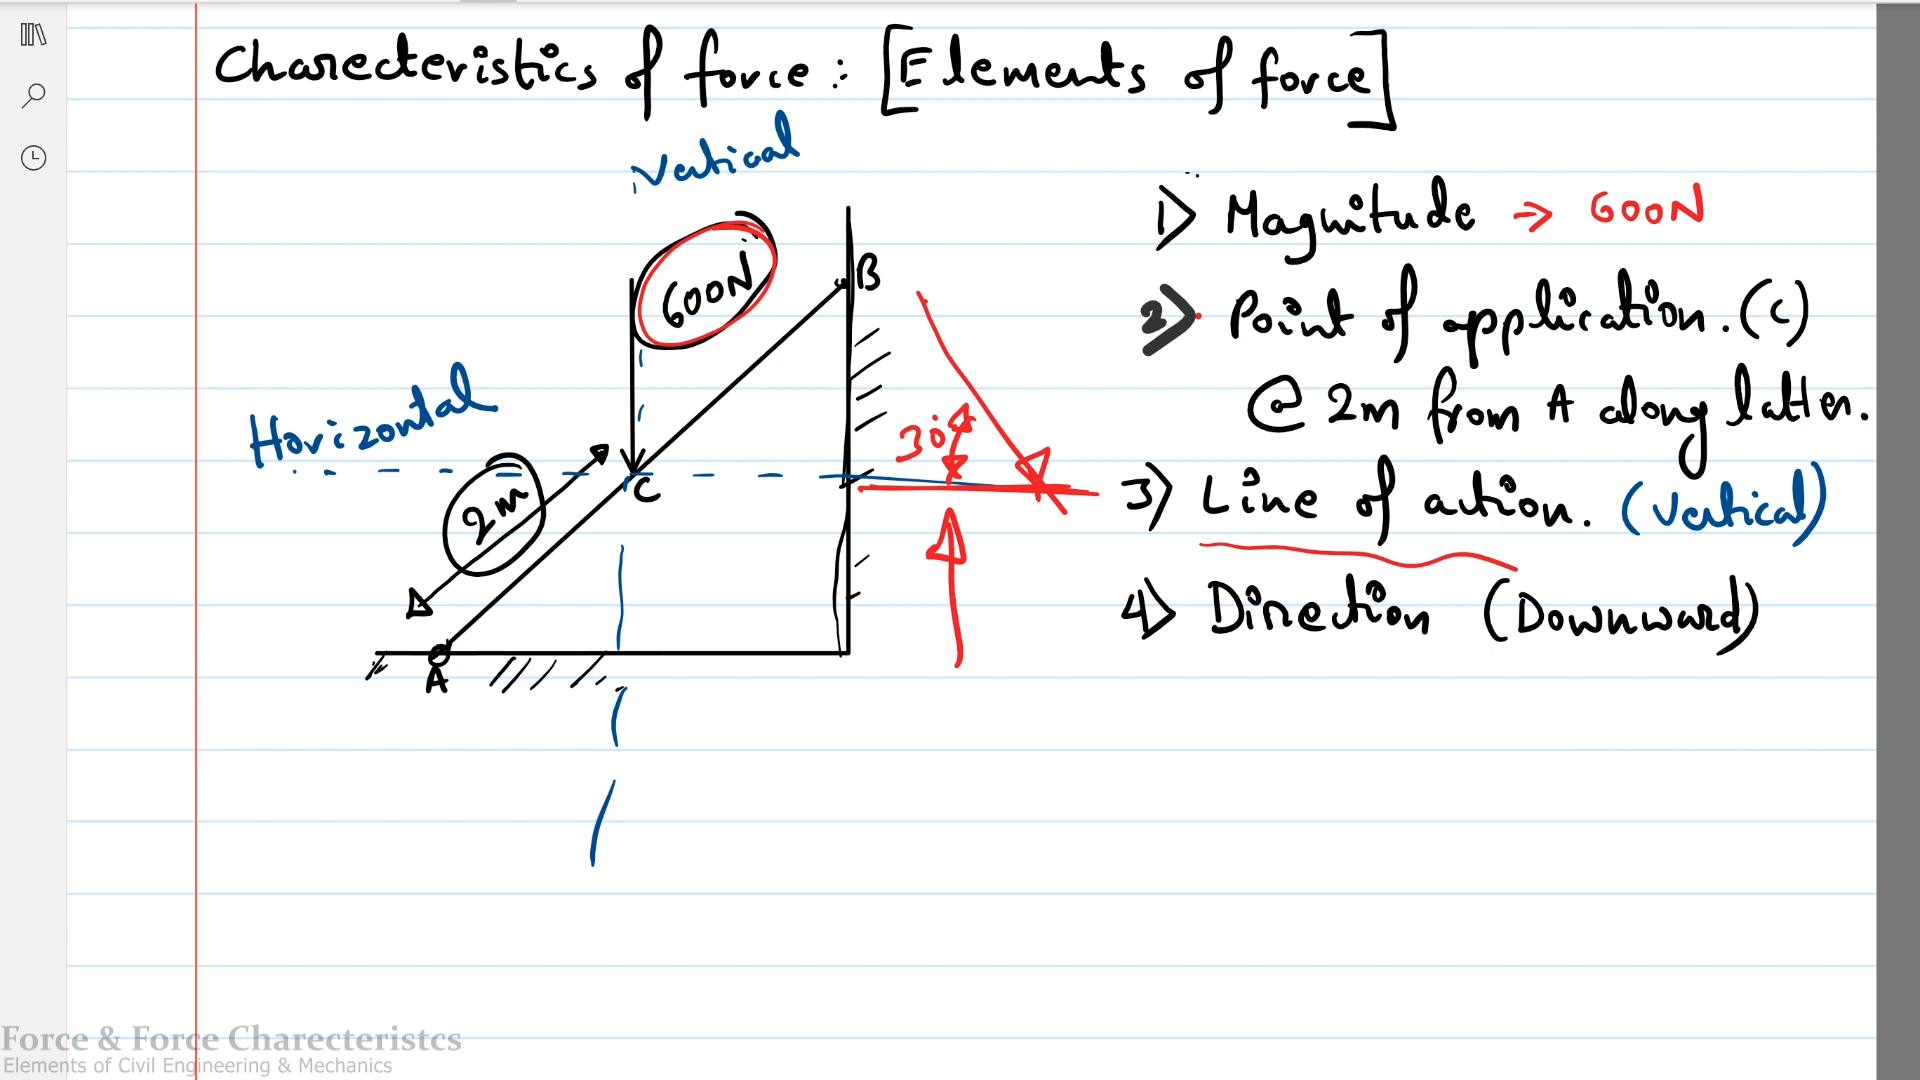 Charecteristics of force : [Elements of force]
Vertical
1) Magnitude → 600N
600N
B
2) Point of application. (C)
@ 2m from A along latter.
Horizontal
30°
2m
C
3) Line of action. (Vertical)
4) Direction (Downward)
A
Force & Force Charecteristcs
Elements of Civil Engineering & Mechanics